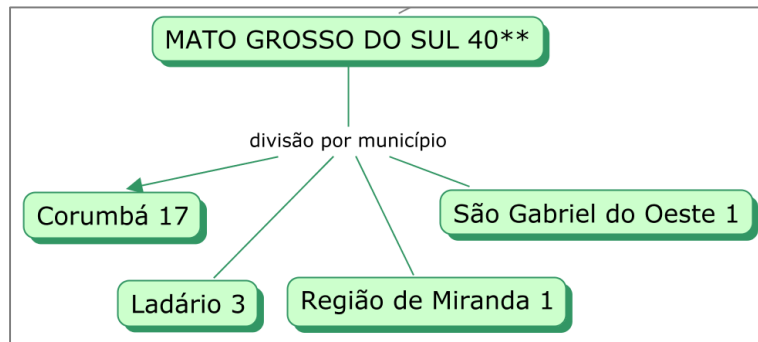 MATO GROSSO DO SUL 40**
divisão por município
Corumbá 17
São Gabriel do Oeste 1
Ladário 3
Região de Miranda 1